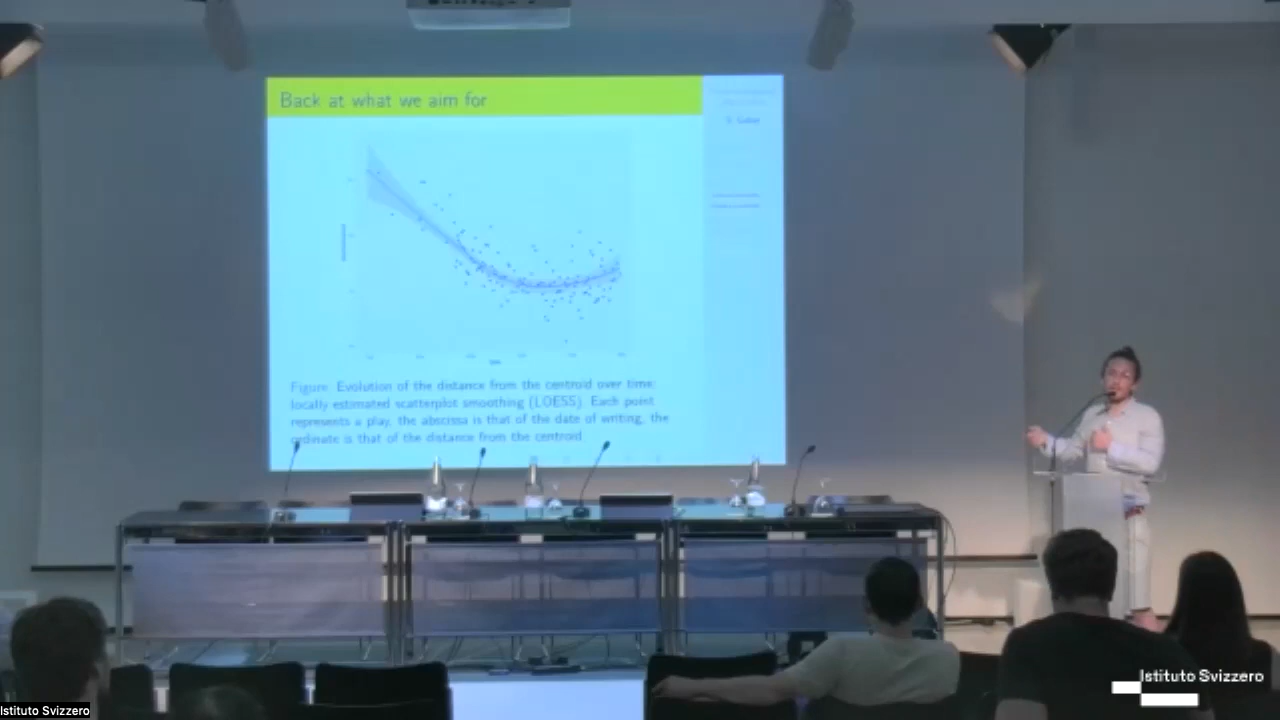 Back at what we aim for
Figure: Evolution of the distance from the centroid over time:
locally estimated scatterplot smoothing (LOESS). Each point
represents a play, the abscissa is that of the date of writing, the
ordinate is that of the distance from the centroid
Istituto Svizzero
Istituto Svizzero